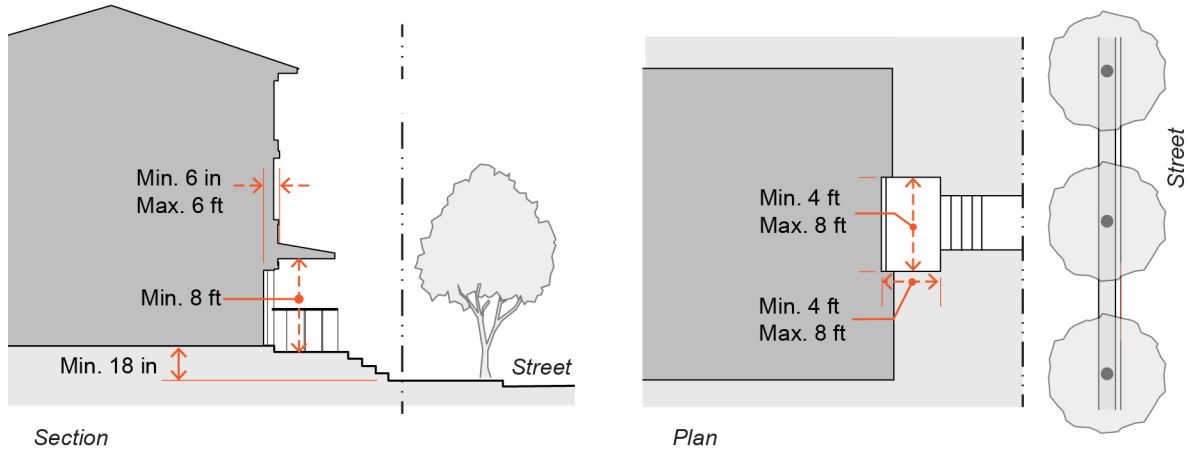 Min. 6 in
Max. 6 ft
Min. 8 ft
Min. 18 in
Street
Section
Min. 4 ft
Max. 8 ft
Min. 4 ft
Max. 8 ft
Street
Plan